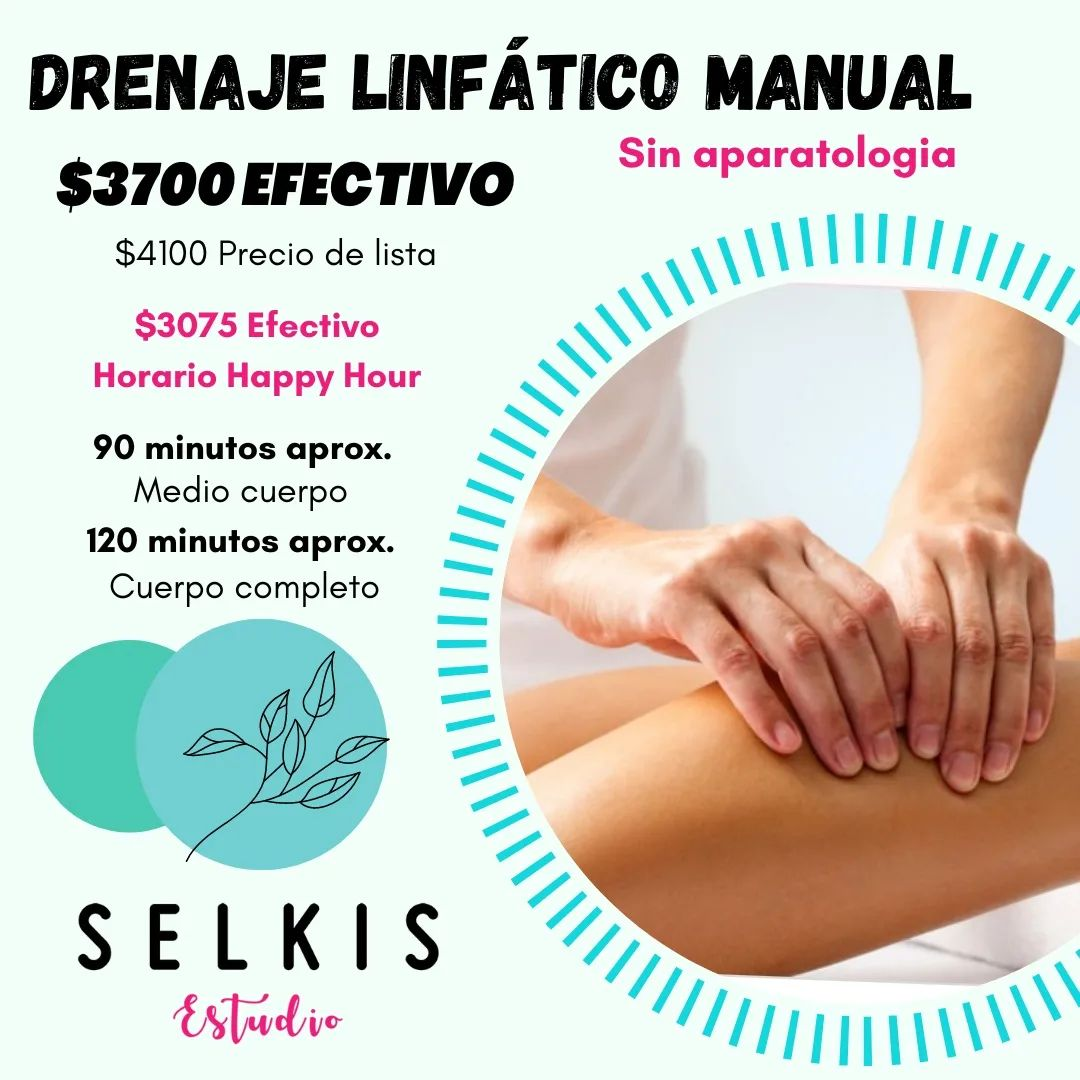 DRENAJE LINFÁTICO MANUAL
Sin aparatologia
$3700 EFECTIVO
$4100 Precio de lista
$3075 Efectivo
Horario Happy Hour
90 minutos aprox.
Medio cuerpo
120 minutos aprox.
Cuerpo completo
SELKIS
Estudio